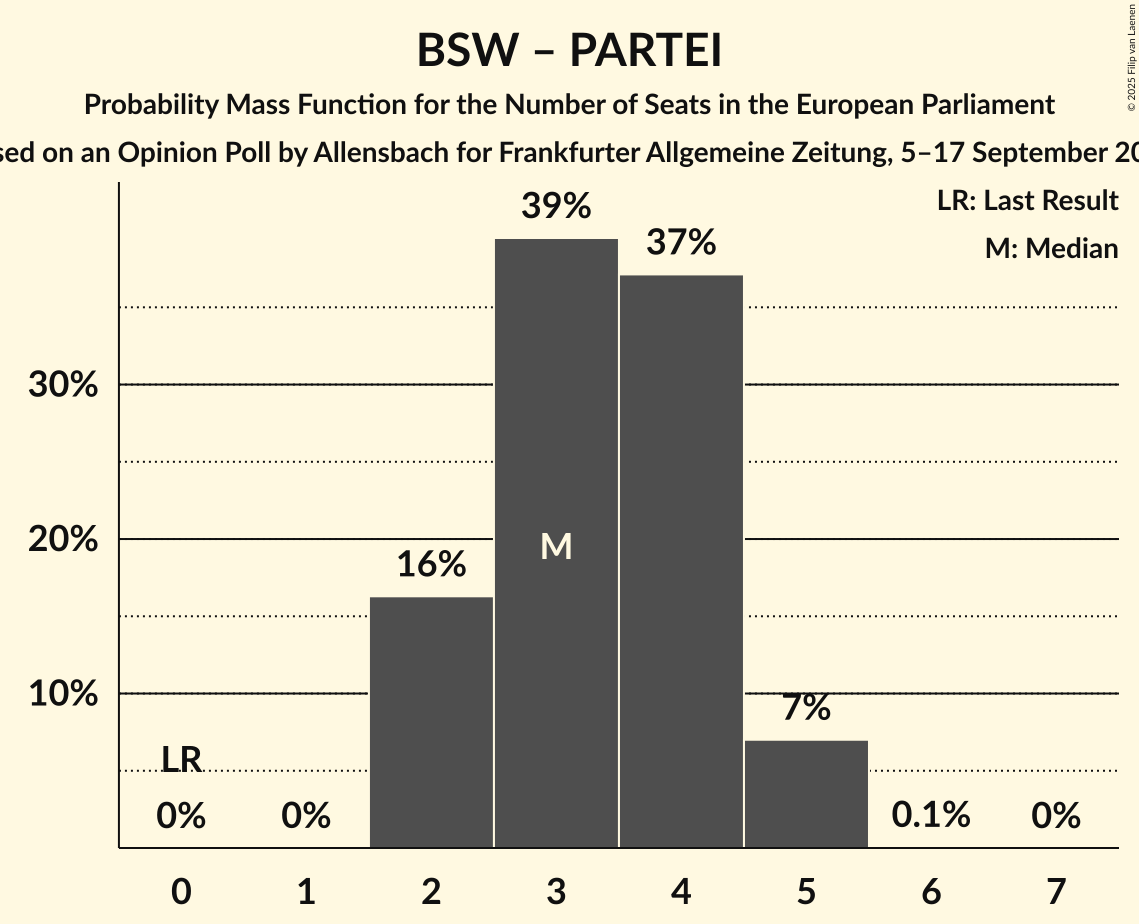 BSW – PARTEI
Probability Mass Function for the Number of Seats in the European Parliament
on an Opinion Poll by Allensbach for Frankfurter Allgemeine Zeitung, 5–17 September
© 2025 Filip van Laenen
LR: Last Result
M: Median
39%
37%
30%
20%
M
16%
10%
7%
LR
0%
0%
0.1%
0%
0 1 2 3 4 5 6 7